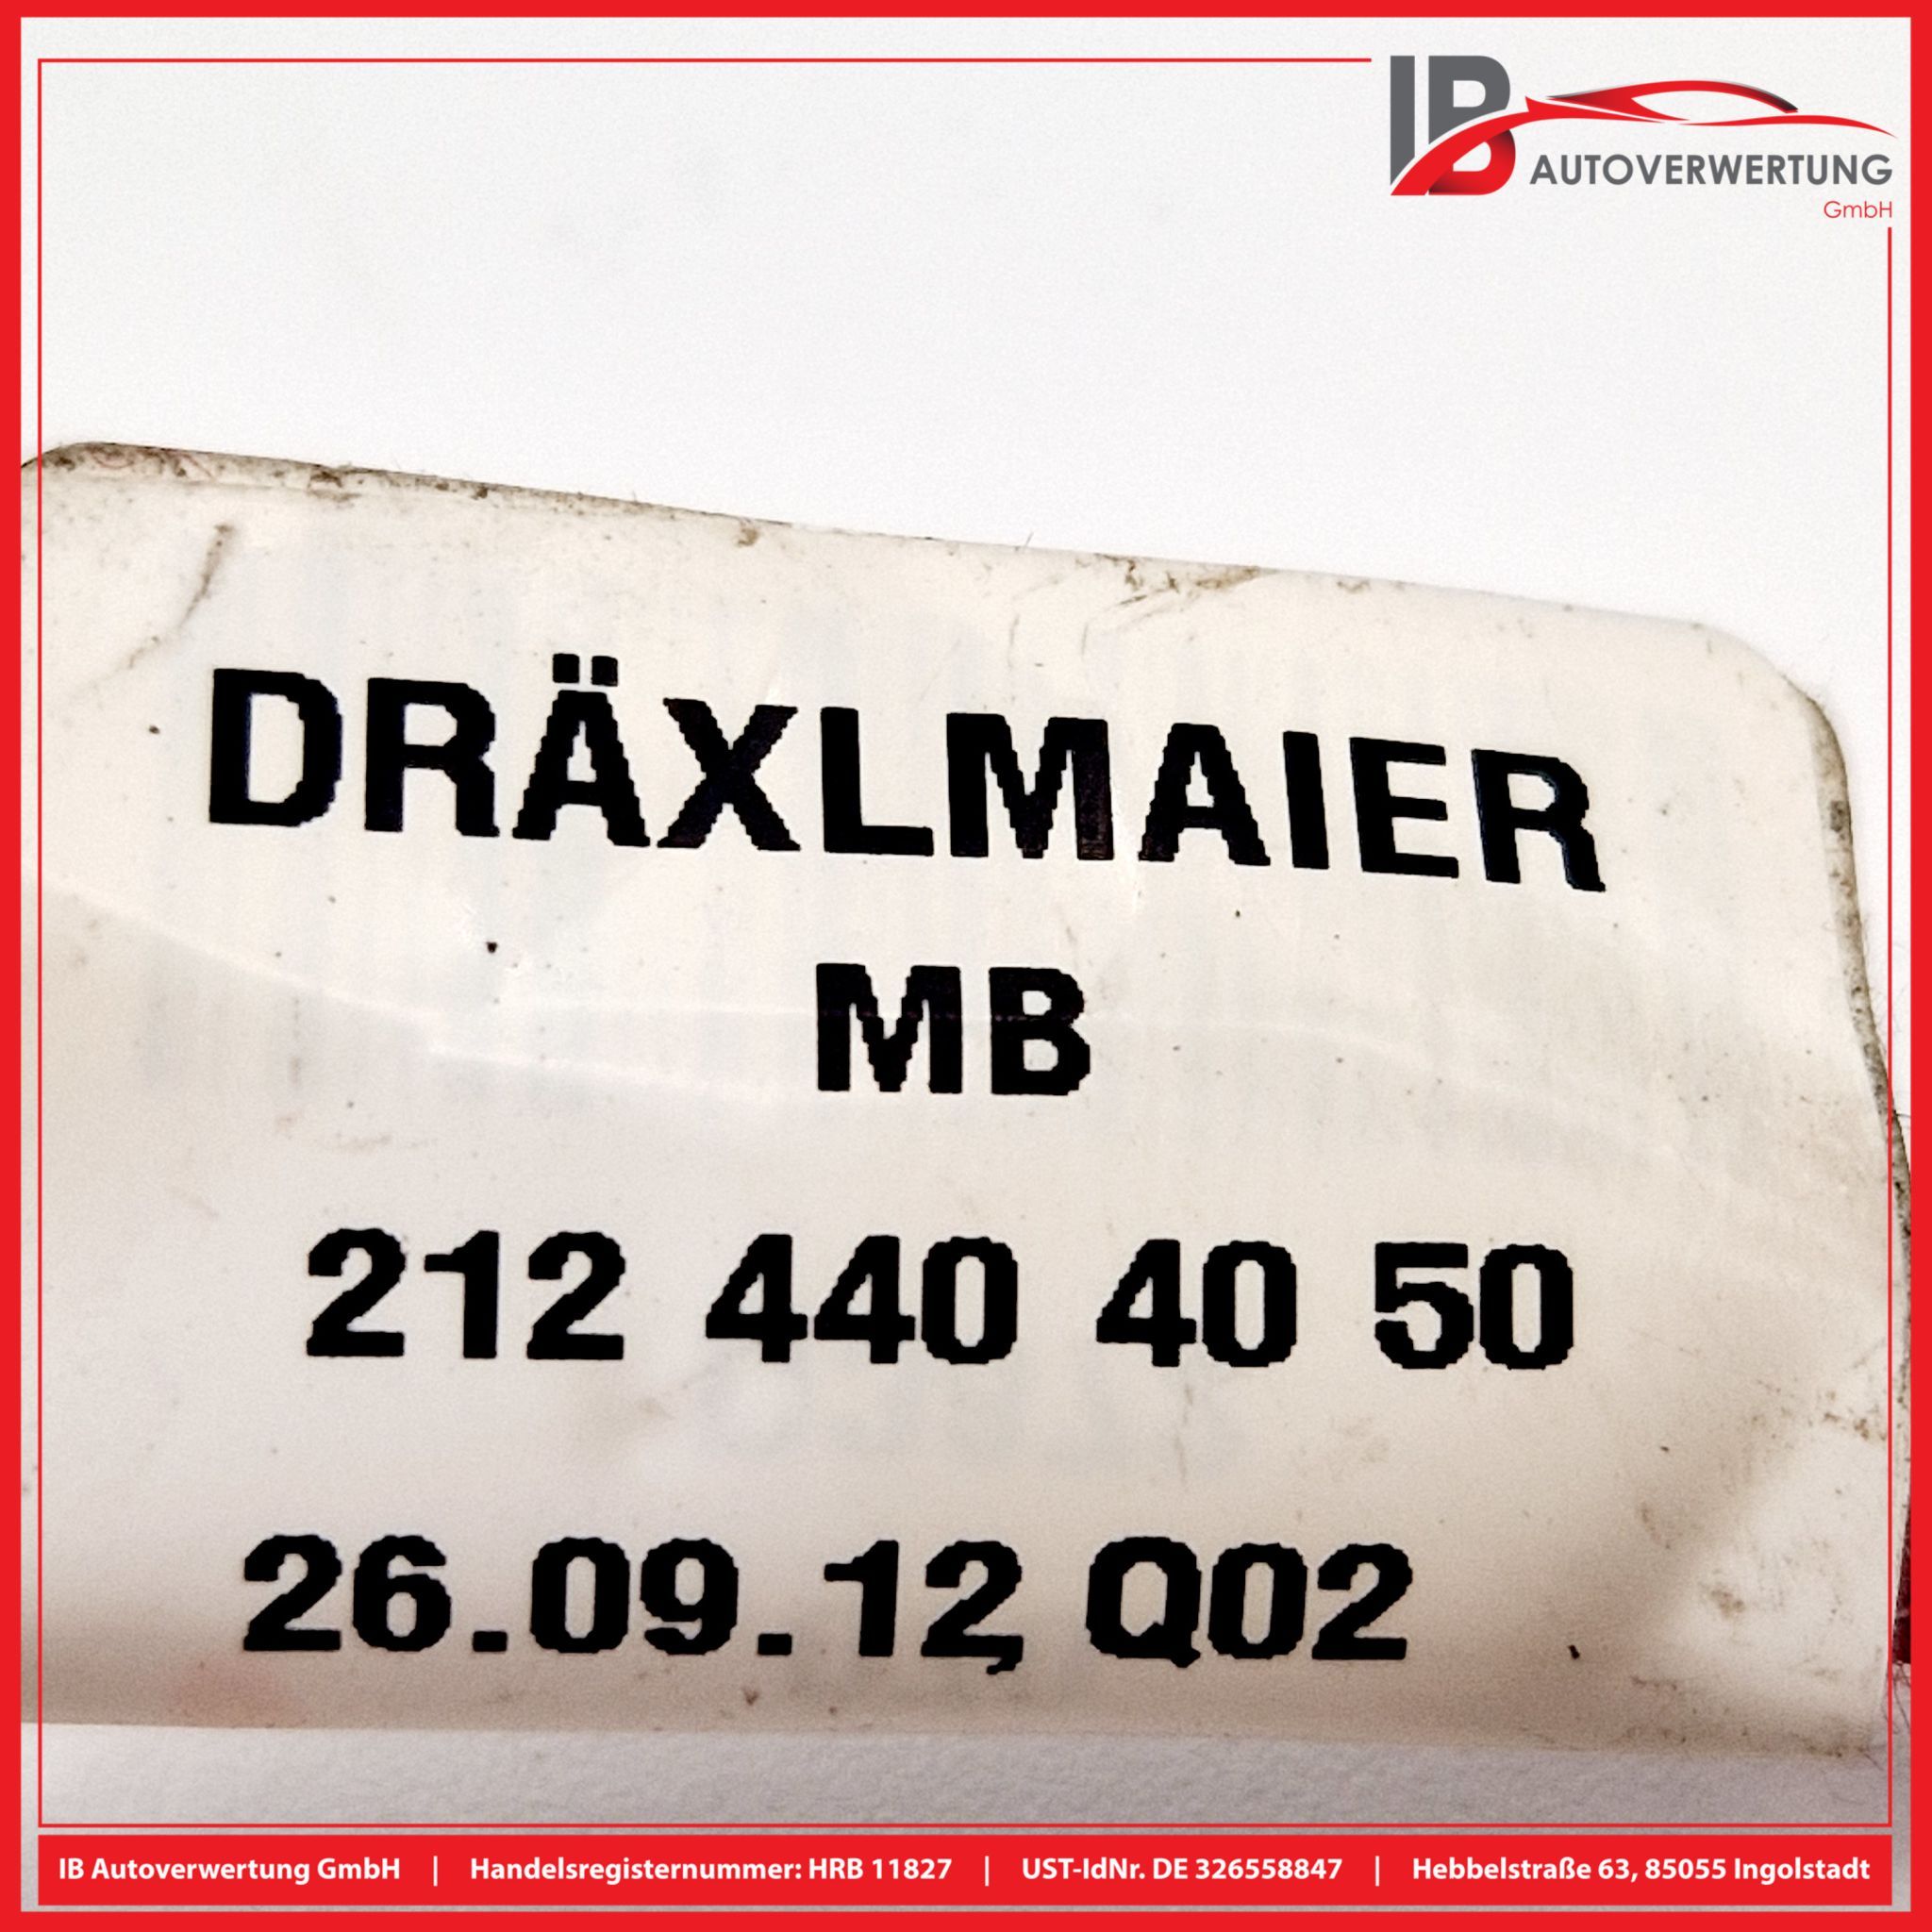 IB
AUTOVERWERTUNG
GmbH
DRÄXLMAIER
MB
212 440 40 50
26.09.12 Q02
IB Autoverwertung GmbH | Handelsregisternummer: HRB 11827 | UST-IdNr. DE 326558847 | Hebbelstraße 63, 85055 Ingolstadt